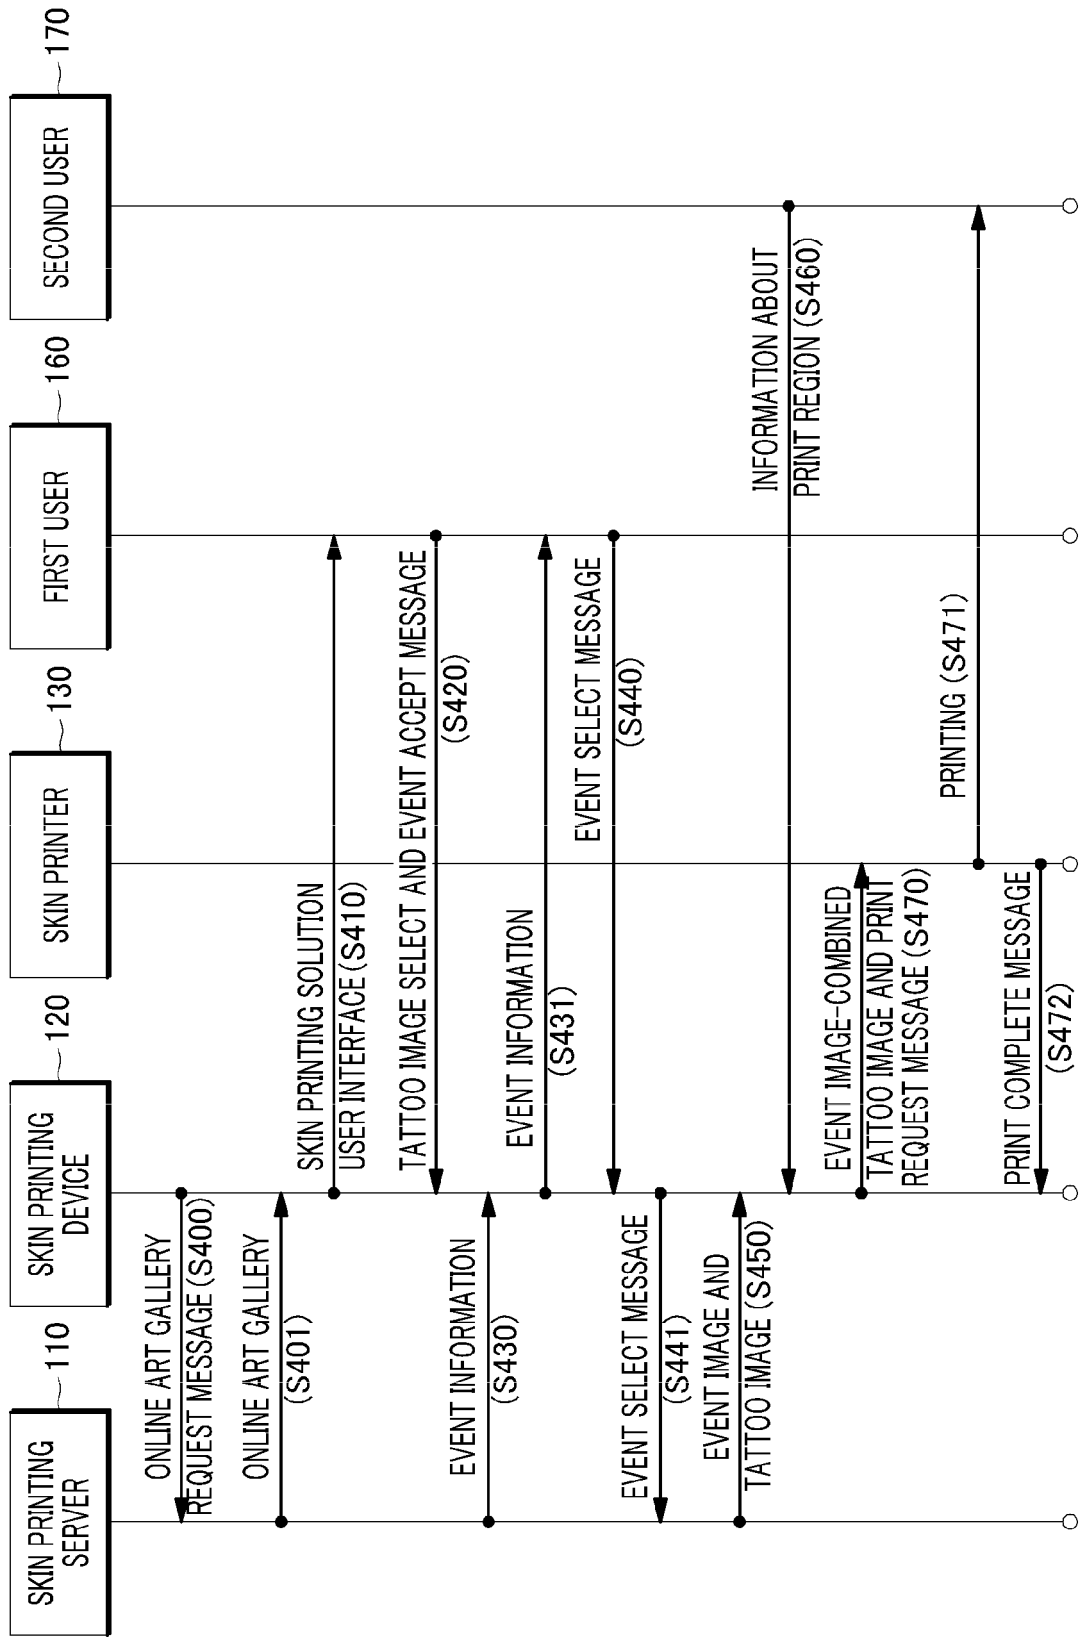 SKIN PRINTING
SERVER
110
SKIN PRINTING
DEVICE
120
SKIN PRINTER
130
FIRST USER
160
SECOND USER
170
ONLINE ART GALLERY
REQUEST MESSAGE (S400)
ONLINE ART GALLERY
(S401)
SKIN PRINTING SOLUTION
USER INTERFACE (S410)
TATTOO IMAGE SELECT AND EVENT ACCEPT MESSAGE
(S420)
EVENT INFORMATION
(S430)
EVENT INFORMATION
(S431)
EVENT SELECT MESSAGE
(S440)
EVENT SELECT MESSAGE
(S441)
EVENT IMAGE AND
TATTOO IMAGE (S450)
INFORMATION ABOUT
PRINT REGION (S460)
EVENT IMAGE-COMBINED
TATTOO IMAGE AND PRINT
REQUEST MESSAGE (S470)
PRINTING (S471)
PRINT COMPLETE MESSAGE
(S472)